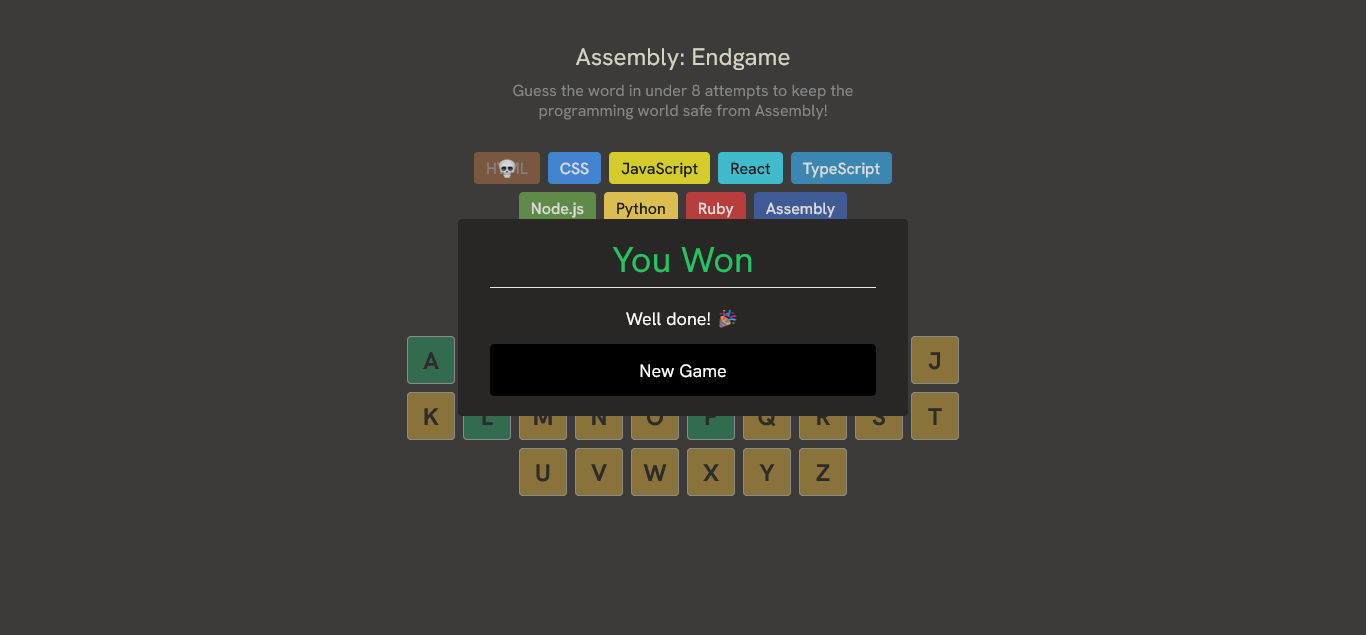 Assembly: Endgame
Guess the word in under 8 attempts to keep the
programming world safe from Assembly!
CSS JavaScript React TypeScript
Node.js Python Ruby Assembly
You Won
Well done! 🎉
A New Game J
K L M N O P Q R S T
U V W X Y Z